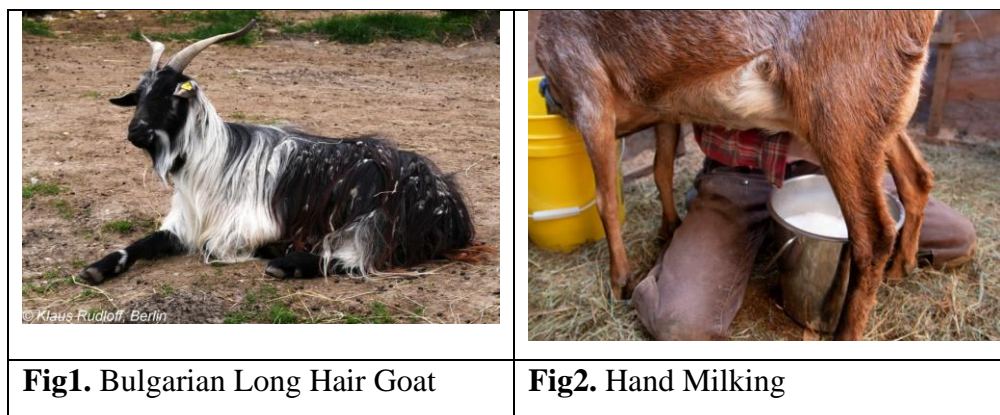 © Klaus Rudloff, Berlin
Fig1. Bulgarian Long Hair Goat
Fig2. Hand Milking